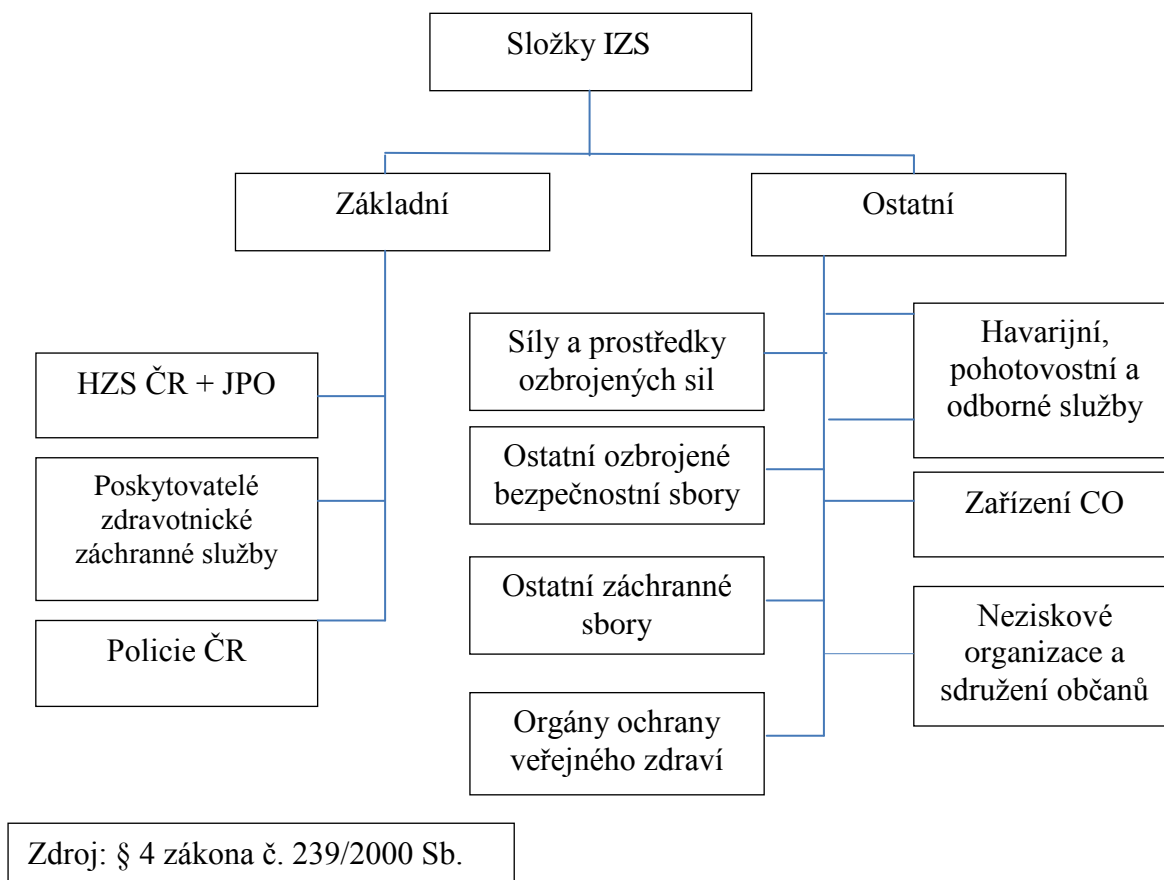 Složky IZS
Základní
Ostatní
HZS ČR + JPO
Poskytovatelé
zdravotnické
záchranné služby
Policie ČR
Síly a prostředky
ozbrojených sil
Ostatní ozbrojené
bezpečnostní sbory
Ostatní záchranné
sbory
Orgány ochrany
veřejného zdraví
Havarijní,
pohotovostní a
odborné služby
Zařízení CO
Neziskové
organizace a
sdružení občanů
Zdroj: § 4 zákona č. 239/2000 Sb.